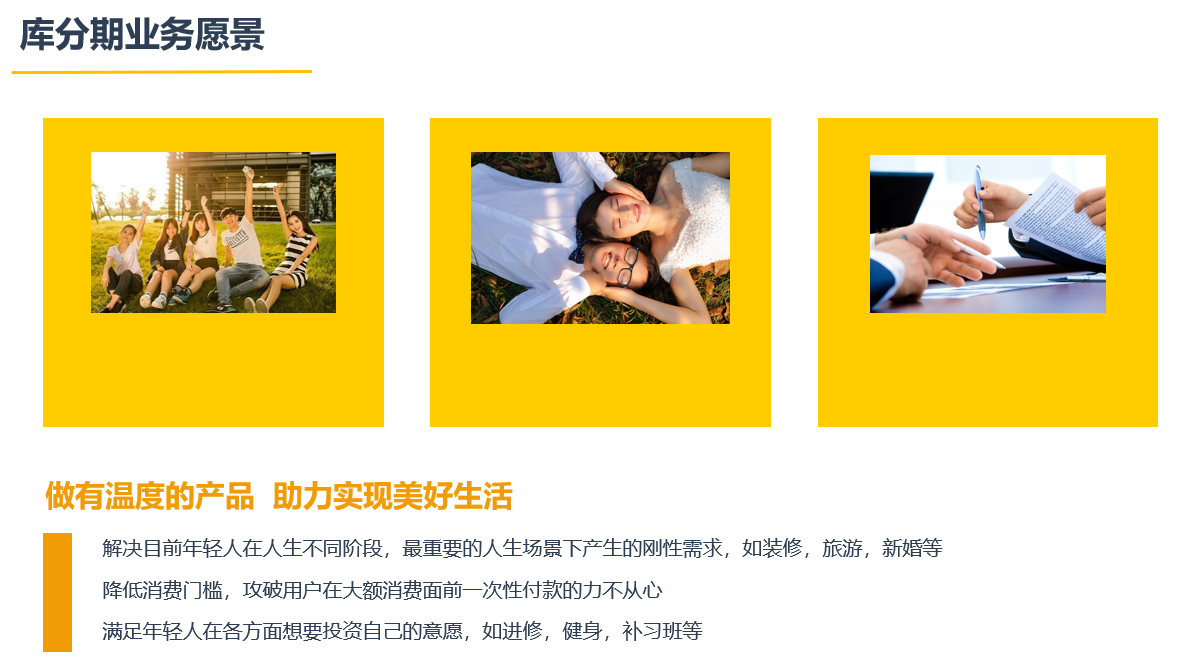 库分期业务愿景
做有温度的产品 助力实现美好生活
解决目前年轻人在人生不同阶段，最重要的人生场景下产生的刚性需求，如装修，旅游，新婚等
降低消费门槛，攻破用户在大额消费面前一次性付款的力不从心
满足年轻人在各方面想要投资自己的意愿，如进修，健身，补习班等